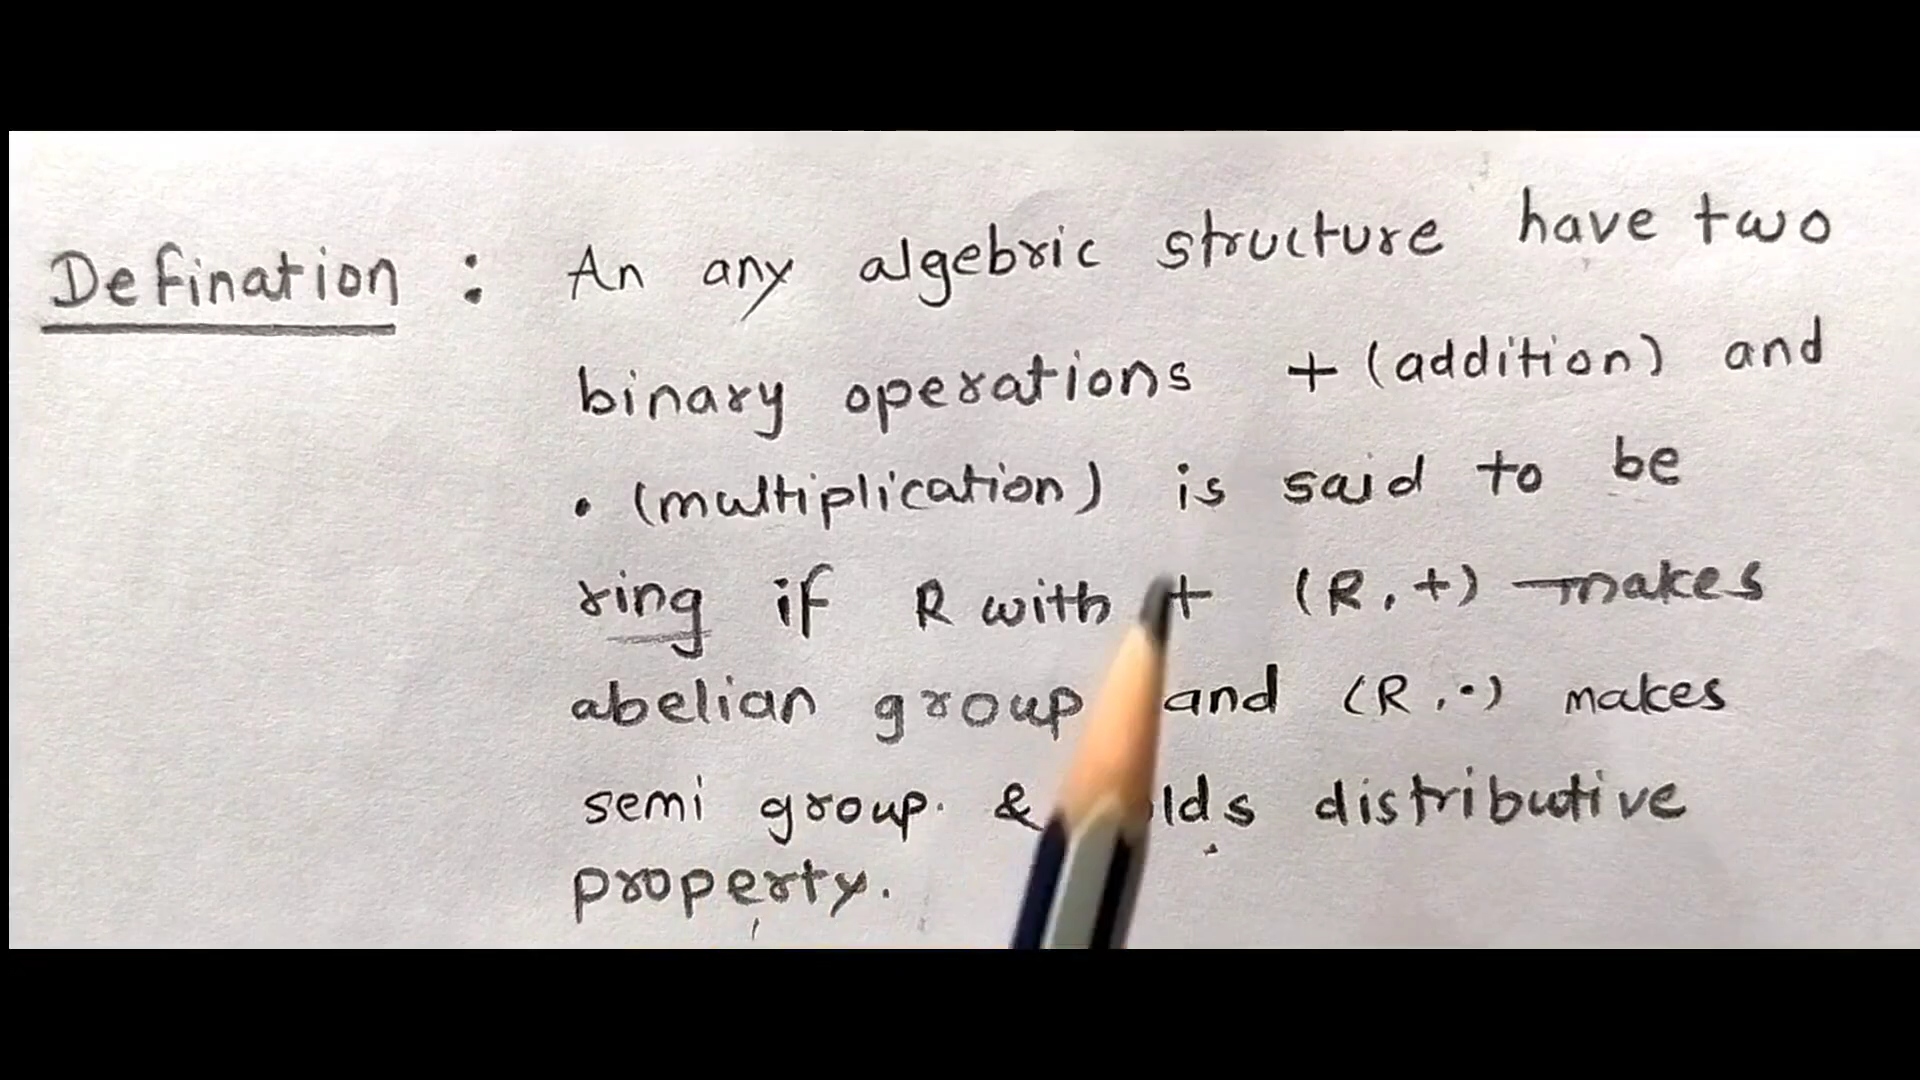 Defination : An any algebric structure have two
binary operations + (addition) and
• (multiplication) is said to be
ring if R with + (R, +) makes
abelian group and (R, •) makes
semi group. & distributive
property.